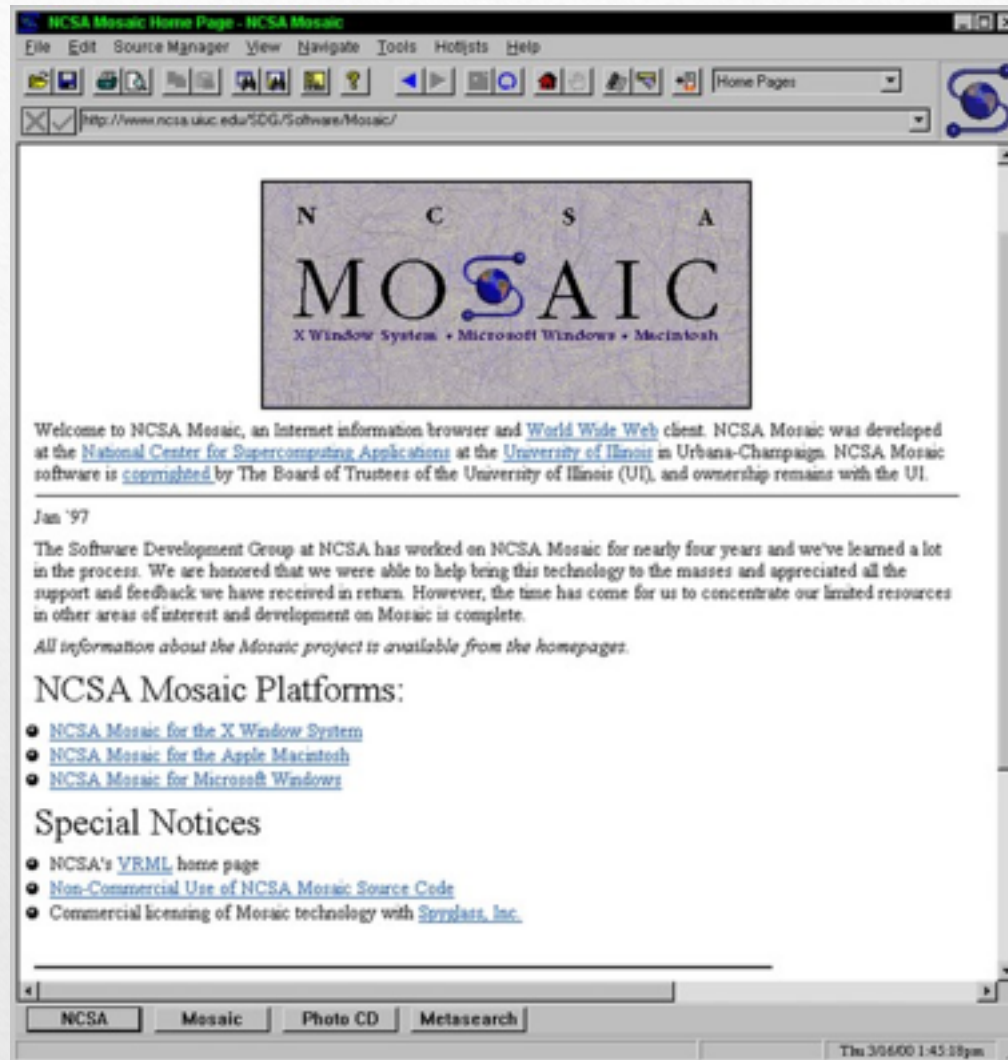 NCSA Mosaic Home Page - NCSA Mosaic
File Edit Source Manager View Navigate Tools Hotlists Help
Home Pages
http://www.ncsa.uiuc.edu/SDG/Software/Mosaic/
N C S A
MOSAIC
X Window System • Microsoft Windows • Macintosh
Welcome to NCSA Mosaic, an Internet information browser and World Wide Web client. NCSA Mosaic was developed
at the National Center for Supercomputing Applications at the University of Illinois in Urbana-Champaign. NCSA Mosaic
software is copyrighted by The Board of Trustees of the University of Illinois (UI), and ownership remains with the UI.
Jan '97
The Software Development Group at NCSA has worked on NCSA Mosaic for nearly four years and we've learned a lot
in the process. We are honored that we were able to help bring this technology to the masses and appreciated all the
support and feedback we have received in return. However, the time has come for us to concentrate our limited resources
in other areas of interest and development on Mosaic is complete.
All information about the Mosaic project is available from the homepages.
NCSA Mosaic Platforms:
NCSA Mosaic for the X Window System
NCSA Mosaic for the Apple Macintosh
NCSA Mosaic for Microsoft Windows
Special Notices
NCSA's VRML home page
Non-Commercial Use of NCSA Mosaic Source Code
Commercial licensing of Mosaic technology with Spyglass, Inc.
NCSA Mosaic Photo CD Metasearch
Thu 3/16/00 1:45:18pm